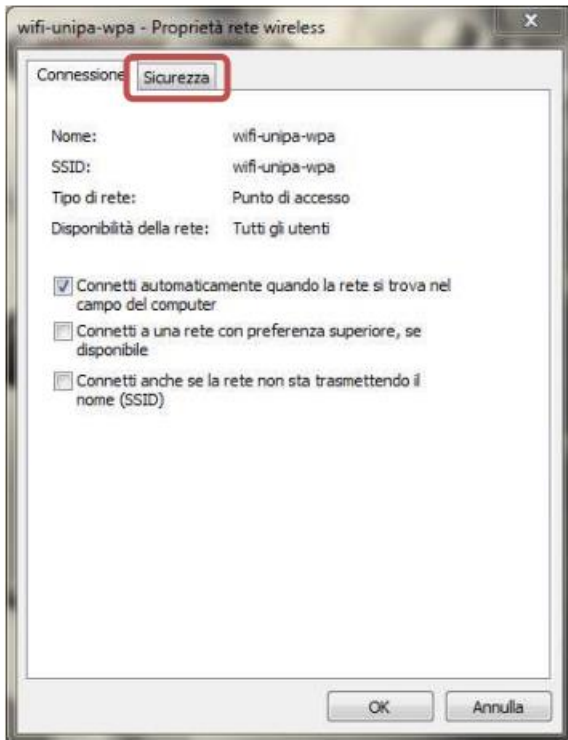 wifi-unipa-wpa - Proprietà rete wireless
x
Connessione Sicurezza
Nome: wifi-unipa-wpa
SSID: wifi-unipa-wpa
Tipo di rete: Punto di accesso
Disponibilità della rete: Tutti gli utenti
Connetti automaticamente quando la rete si trova nel
campo del computer
Connetti a una rete con preferenza superiore, se
disponibile
Connetti anche se la rete non sta trasmettendo il
nome (SSID)
OK Annulla